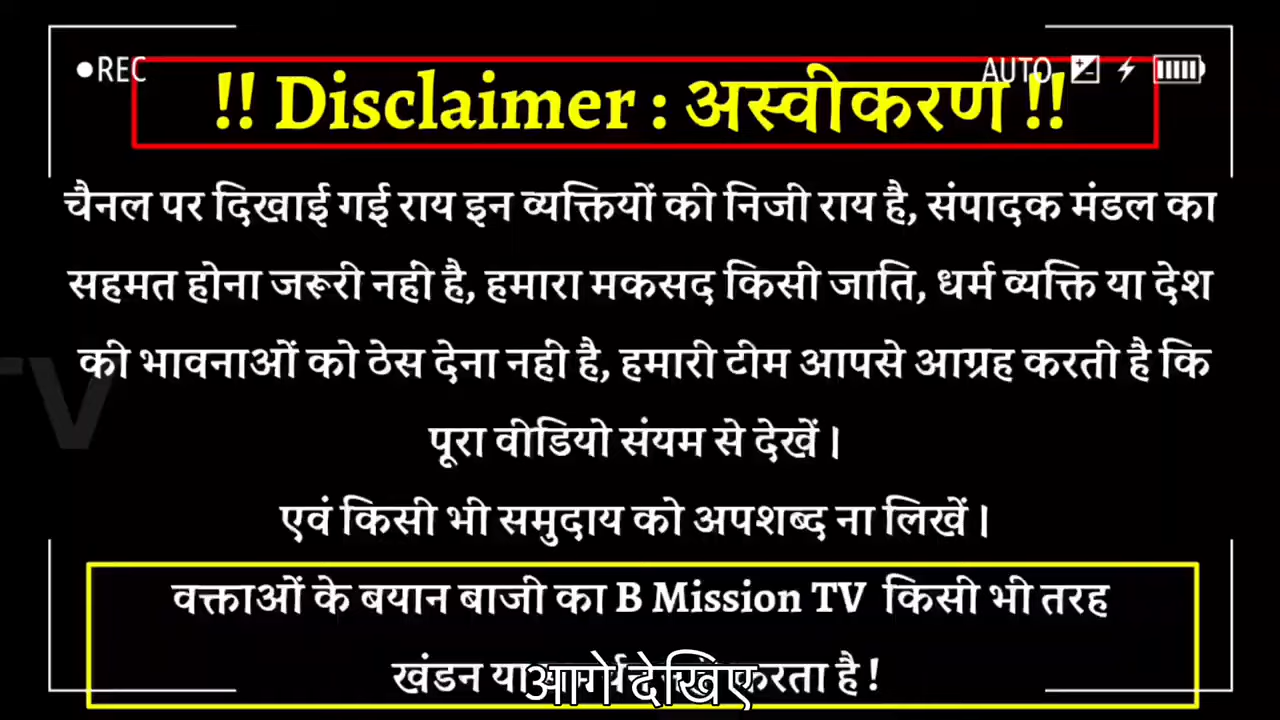 ●REC
AUTO
!! Disclaimer : अस्वीकरण !!
चैनल पर दिखाई गई राय इन व्यक्तियों की निजी राय है, संपादक मंडल का
सहमत होना जरूरी नहीं है, हमारा मकसद किसी जाति, धर्म व्यक्ति या देश
की भावनाओं को ठेस देना नहीं है, हमारी टीम आपसे आग्रह करती है कि
पूरा वीडियो संयम से देखें।
एवं किसी भी समुदाय को अपशब्द ना लिखें।
वक्ताओं के बयान बाजी का B Mission TV किसी भी तरह
खंडन या करता है!
आगे देखिए
TV